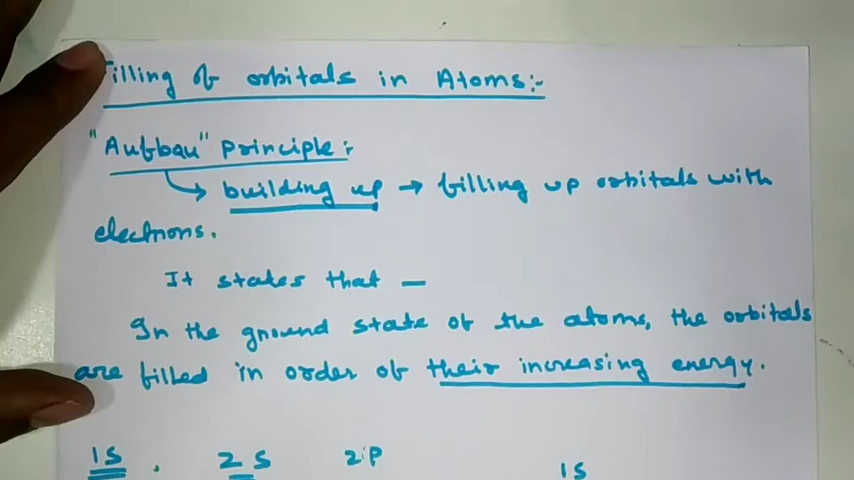 Filling of orbitals in Atoms:-
"Aufbau" principle:
building up → filling up orbitals with
electrons.
It states that —
In the ground state of the atoms, the orbitals
are filled in order of their increasing energy.
1S . 2S 2P 1S